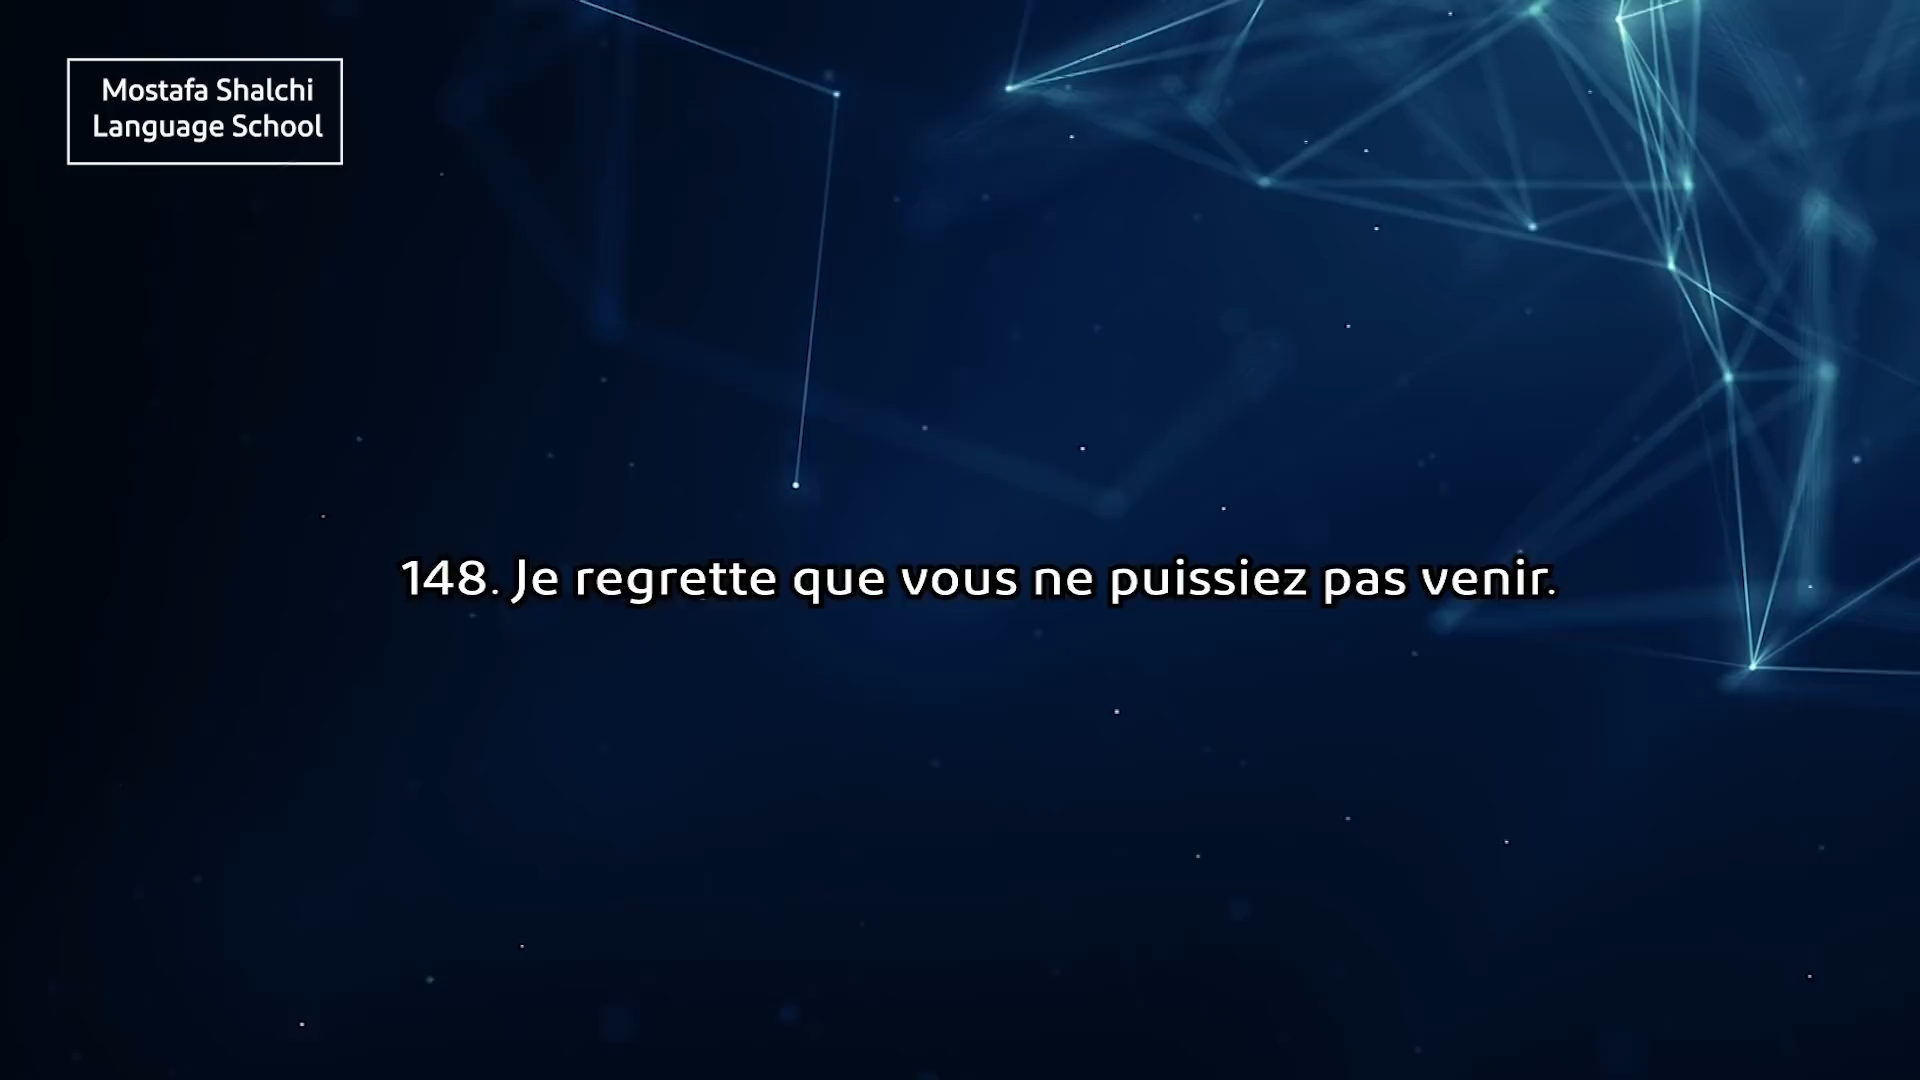 Mostafa Shalchi
Language School
148. Je regrette que vous ne puissiez pas venir.